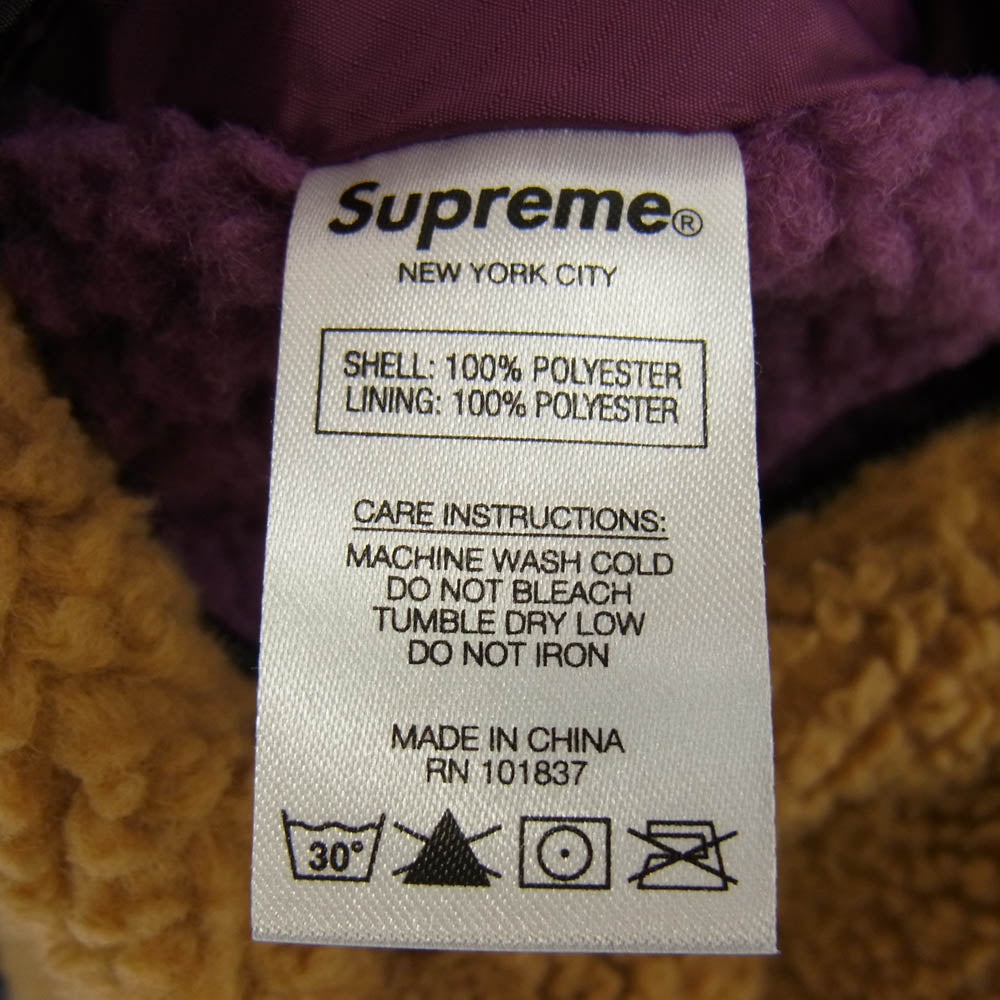 Supreme®
NEW YORK CITY
SHELL: 100% POLYESTER
LINING: 100% POLYESTER
CARE INSTRUCTIONS:
MACHINE WASH COLD
DO NOT BLEACH
TUMBLE DRY LOW
DO NOT IRON
MADE IN CHINA
RN 101837
30°